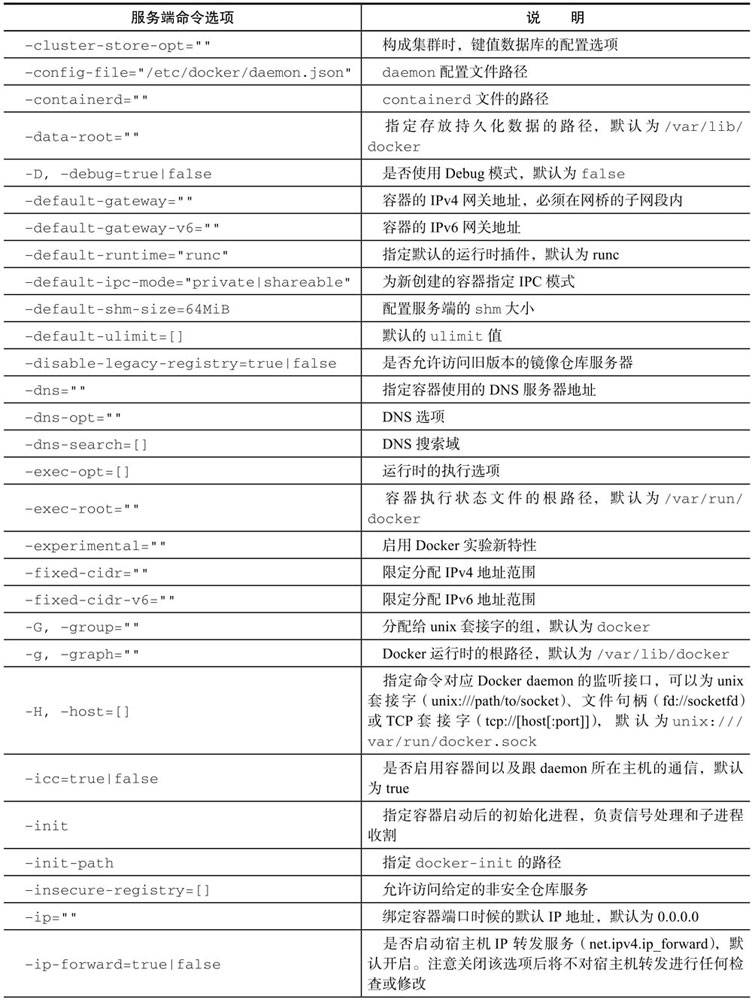 服务端命令选项 说 明
-cluster-store-opt="" 构成集群时，键值数据库的配置选项
-config-file="/etc/docker/daemon.json" daemon 配置文件路径
-containerd="" containerd 文件的路径
-data-root="" 指定存放持久化数据的路径，默认为 /var/lib/
docker
-D, -debug=true|false 是否使用 Debug 模式，默认为 false
-default-gateway="" 容器的 IPv4 网关地址，必须在网桥的子网段内
-default-gateway-v6="" 容器的 IPv6 网关地址
-default-runtime="runc" 指定默认的运行时插件，默认为 runc
-default-ipc-mode="private|shareable" 为新创建的容器指定 IPC 模式
-default-shm-size=64MiB 配置服务端的 shm 大小
-default-ulimit=[] 默认的 ulimit 值
-disable-legacy-registry=true|false 是否允许访问旧版本的镜像仓库服务器
-dns="" 指定容器使用的 DNS 服务器地址
-dns-opt="" DNS 选项
-dns-search=[] DNS 搜索域
-exec-opt=[] 运行时的执行选项
-exec-root="" 容器执行状态文件的根路径，默认为 /var/run/
docker
-experimental="" 启用 Docker 实验新特性
-fixed-cidr="" 限定分配 IPv4 地址范围
-fixed-cidr-v6="" 限定分配 IPv6 地址范围
-G, -group="" 分配给 unix 套接字的组，默认为 docker
-g, -graph="" Docker 运行时的根路径，默认为 /var/lib/docker
-H, -host=[] 指定命令对应 Docker daemon 的监听接口，可以为 unix
套接字（unix:///path/to/socket）、文件句柄（fd://socketfd）
或 TCP 套接字（tcp://[host[:port]]），默认为 unix:///
var/run/docker.sock
-icc=true|false 是否启用容器间以及跟 daemon 所在主机的通信，默认
为 true
-init 指定容器启动后的初始化进程，负责信号处理和子进程
收割
-init-path 指定 docker-init 的路径
-insecure-registry=[] 允许访问给定的非安全仓库服务
-ip="" 绑定容器端口时候的默认 IP 地址，默认为 0.0.0.0
-ip-forward=true|false 是否启动宿主机 IP 转发服务（net.ipv4.ip_forward），默
认开启。注意关闭该选项后将不对宿主机转发进行任何检
查或修改